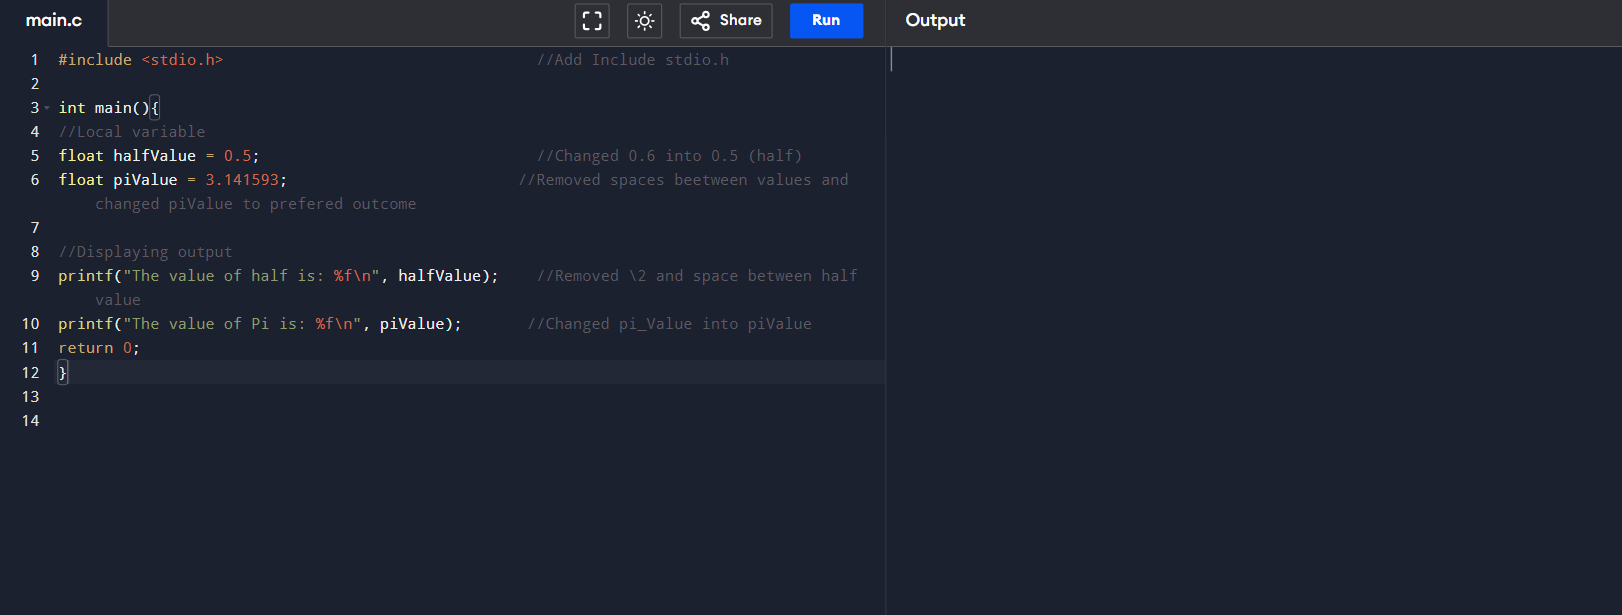 main.c Share Run Output
1 #include <stdio.h> //Add Include stdio.h
2
3 int main(){
4 //Local variable
5 float halfValue = 0.5; //Changed 0.6 into 0.5 (half)
6 float piValue = 3.141593; //Removed spaces beetween values and
changed piValue to prefered outcome
7
8 //Displaying output
9 printf("The value of half is: %f\n", halfValue); //Removed \2 and space between half
value
10 printf("The value of Pi is: %f\n", piValue); //Changed pi_Value into piValue
11 return 0;
12 }
13
14